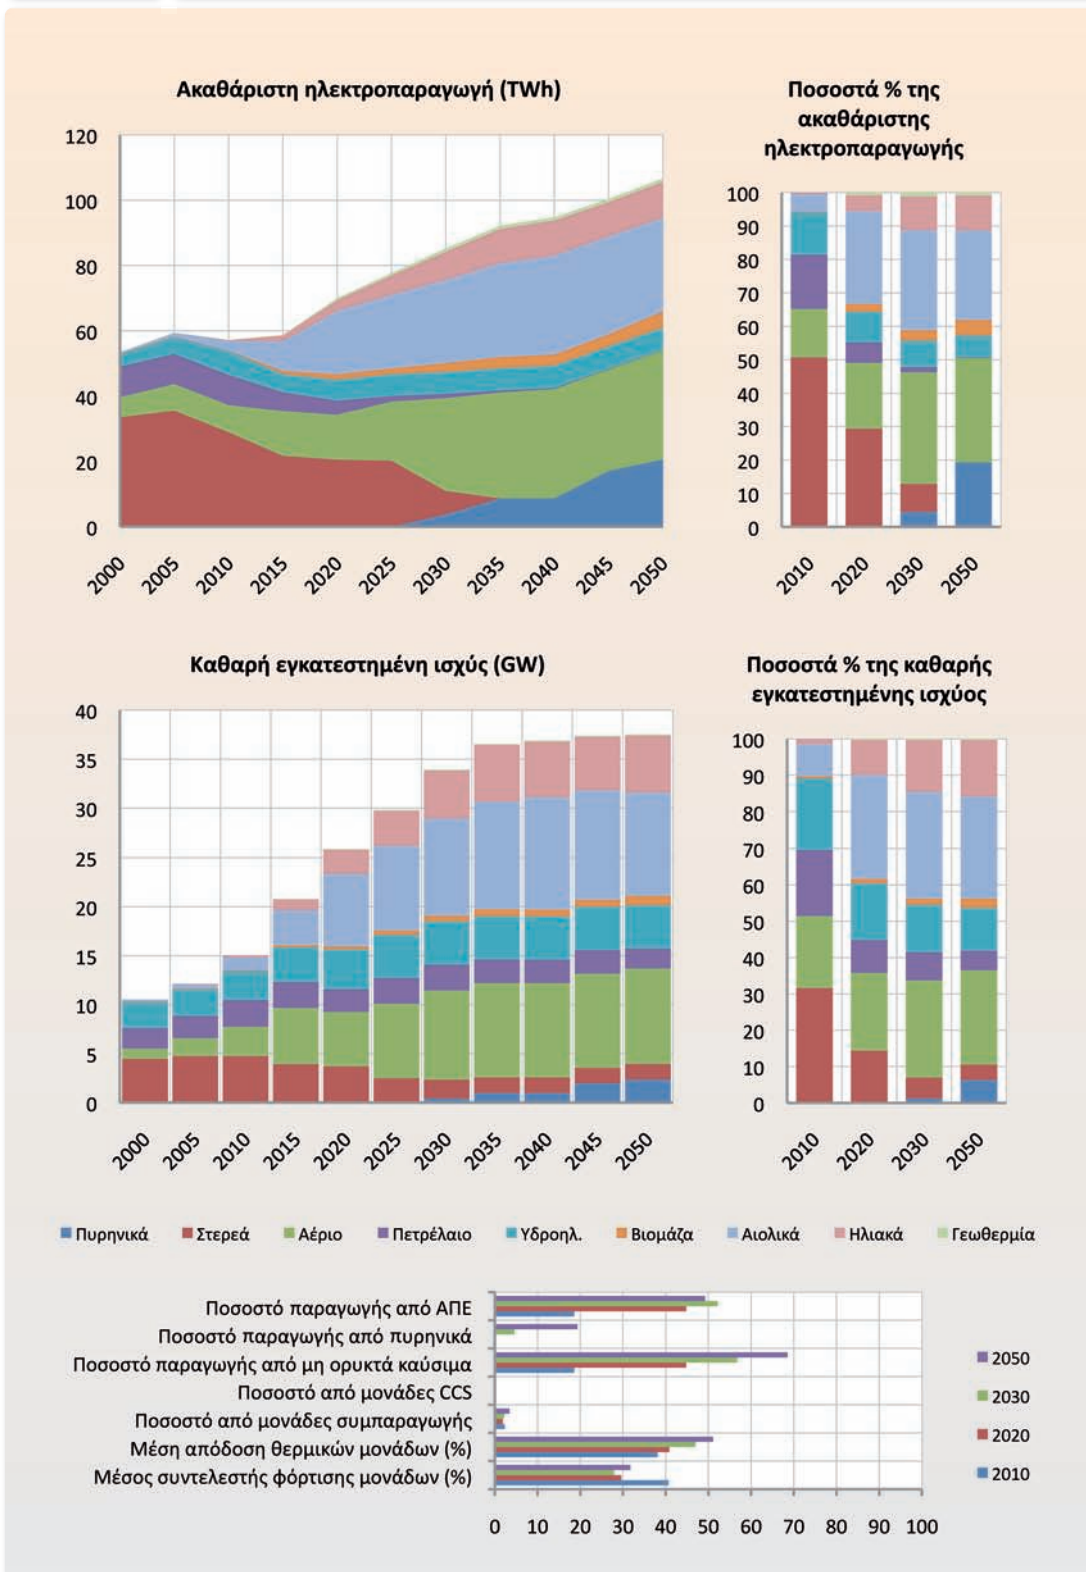 Ακαθάριστη ηλεκτροπαραγωγή (TWh)
120
100
80
60
40
20
0
2000 2005 2010 2015 2020 2025 2030 2035 2040 2045 2050
Ποσοστά % της
ακαθάριστης
ηλεκτροπαραγωγής
100
90
80
70
60
50
40
30
20
10
0
2010 2020 2030 2050
Καθαρή εγκατεστημένη ισχύς (GW)
40
35
30
25
20
15
10
5
0
2000 2005 2010 2015 2020 2025 2030 2035 2040 2045 2050
Ποσοστά % της καθαρής
εγκατεστημένης ισχύος
100
90
80
70
60
50
40
30
20
10
0
2010 2020 2030 2050
Πυρηνικά Στερεά Αέριο Πετρέλαιο Υδροηλ. Βιομάζα Αιολικά Ηλιακά Γεωθερμία
Ποσοστό παραγωγής από ΑΠΕ
Ποσοστό παραγωγής από πυρηνικά
Ποσοστό παραγωγής από μη ορυκτά καύσιμα
Ποσοστό από μονάδες CCS
Ποσοστό από μονάδες συμπαραγωγής
Μέση απόδοση θερμικών μονάδων (%)
Μέσος συντελεστής φόρτισης μονάδων (%)
0 10 20 30 40 50 60 70 80 90 100
2050
2030
2020
2010